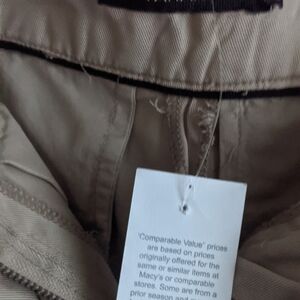 "Comparable Value" prices
are based on prices
originally offered for the
same or similar items at
Macy's or comparable
stores. Some are from a
prior season and